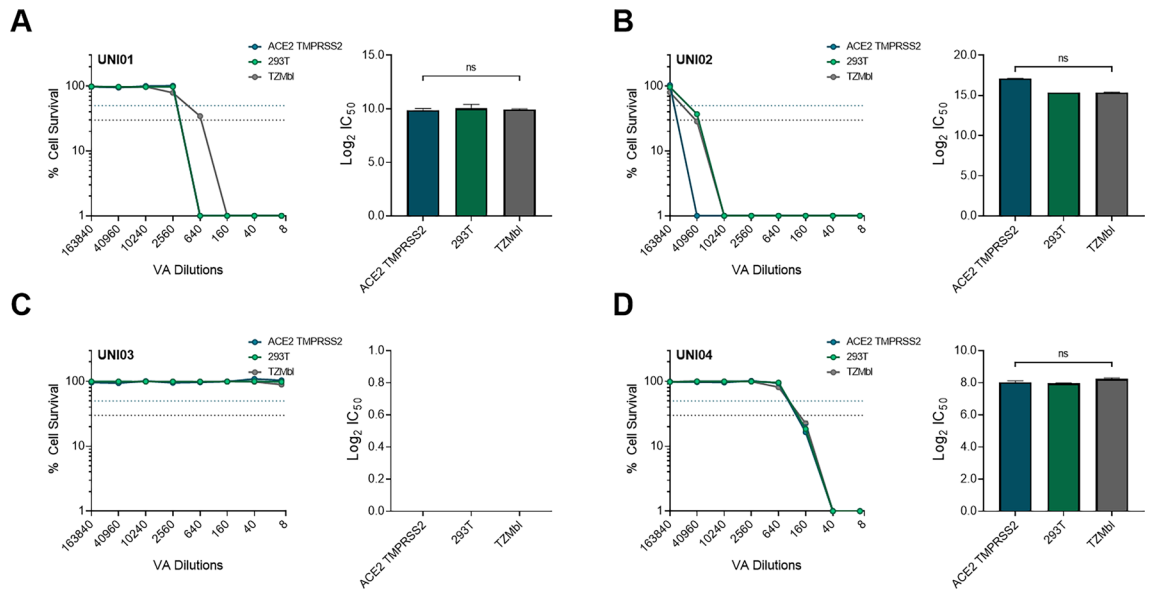 A
UNI01
ACE2 TMPRSS2
293T
TZMbl
% Cell Survival
100
10
1
163840
40960
10240
2560
640
160
40
8
VA Dilutions
Log2 IC50
15.0
10.0
5.0
0.0
ns
ACE2 TMPRSS2
293T
TZMbl
B
UNI02
ACE2 TMPRSS2
293T
TZMbl
% Cell Survival
100
10
1
163840
40960
10240
2560
640
160
40
8
VA Dilutions
Log2 IC50
20.0
15.0
10.0
5.0
0.0
ns
ACE2 TMPRSS2
293T
TZMbl
C
UNI03
ACE2 TMPRSS2
293T
TZMbl
% Cell Survival
100
10
1
163840
40960
10240
2560
640
160
40
8
VA Dilutions
Log2 IC50
1.0
0.8
0.6
0.4
0.2
0.0
ACE2 TMPRSS2
293T
TZMbl
D
UNI04
ACE2 TMPRSS2
293T
TZMbl
% Cell Survival
100
10
1
163840
40960
10240
2560
640
160
40
8
VA Dilutions
Log2 IC50
10.0
8.0
6.0
4.0
2.0
0.0
ns
ACE2 TMPRSS2
293T
TZMbl